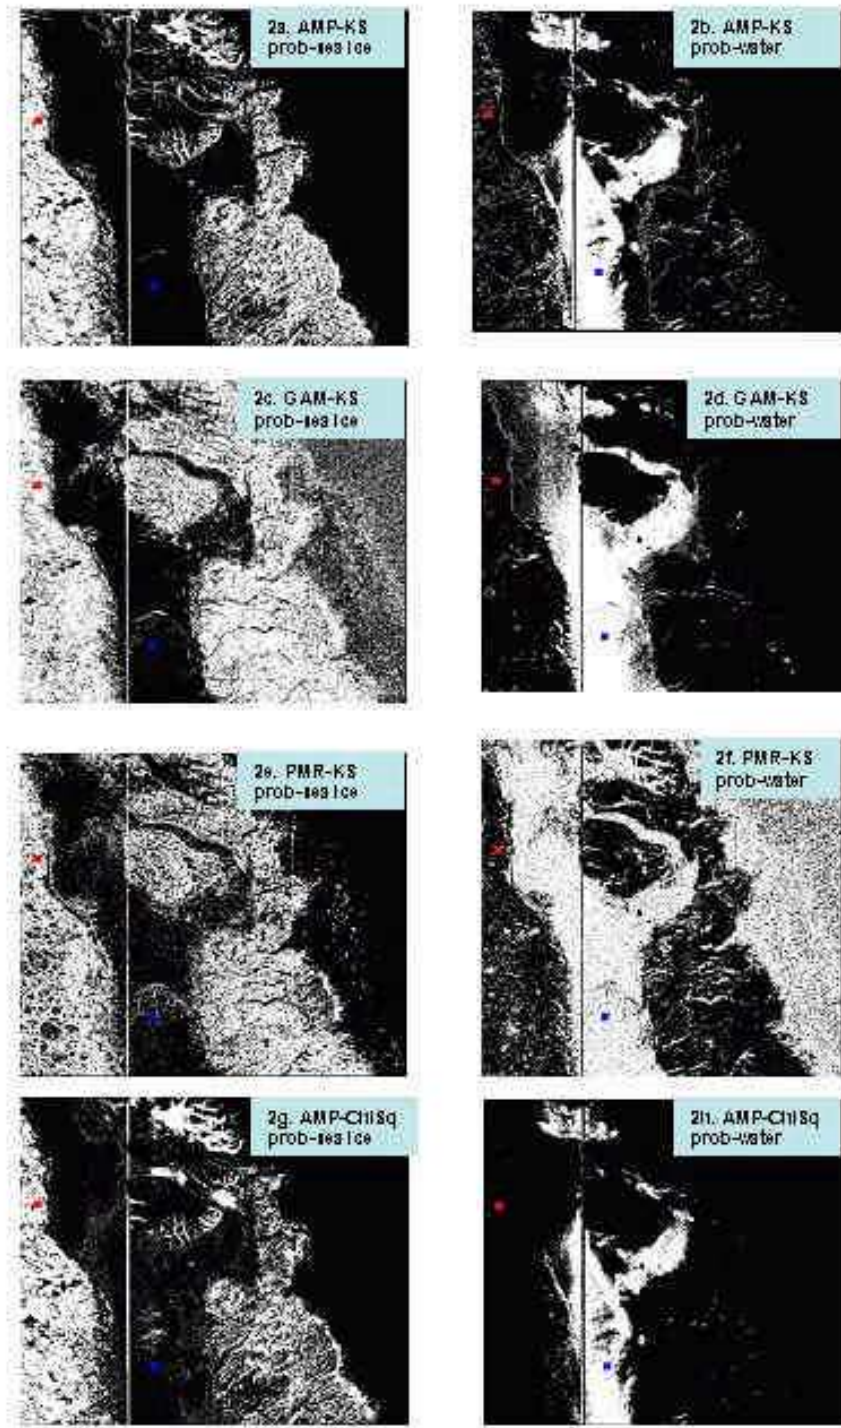 2a. AMP-KS
prob-sea ice
2b. AMP-KS
prob-water
2c. GAM-KS
prob-sea ice
2d. GAM-KS
prob-water
2e. PMR-KS
prob-sea ice
2f. PMR-KS
prob-water
2g. AMP-ChiSq
prob-sea ice
2h. AMP-ChiSq
prob-water